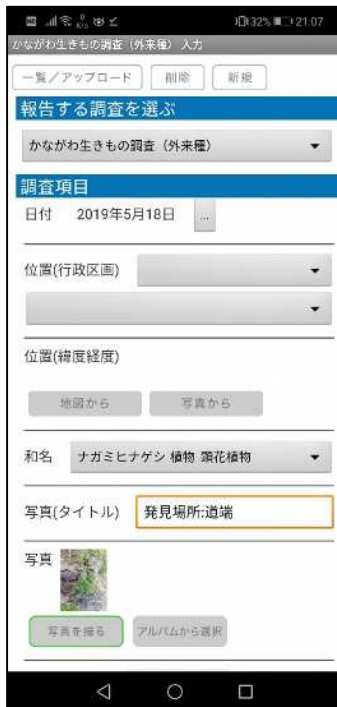 32% 21:07
かながわ生きもの調査（外来種） 入力
一覧／アップロード 削除 新規
報告する調査を選ぶ
かながわ生きもの調査（外来種）
調査項目
日付 2019年5月18日 ...
位置(行政区画)
位置(緯度経度)
地図から 写真から
和名 ナガミヒナゲシ 植物 顕花植物
写真(タイトル) 発見場所:道端
写真
写真を撮る アルバムから選択